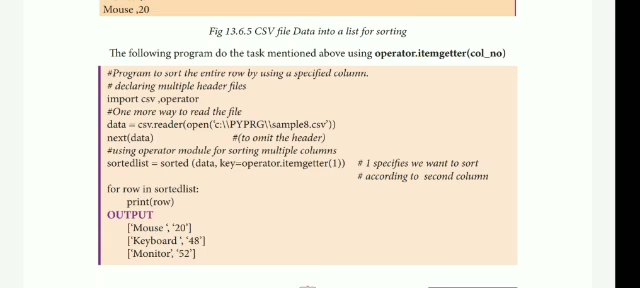 Mouse ,20
Fig 13.6.5 CSV file Data into a list for sorting
The following program do the task mentioned above using operator.itemgetter(col_no)
#Program to sort the entire row by using a specified column.
# declaring multiple header files
import csv ,operator
#One more way to read the file
data = csv.reader(open(‘c:\\PYPRG\\sample8.csv’))
next(data) #(to omit the header)
#using operator module for sorting multiple columns
sortedlist = sorted (data, key=operator.itemgetter(1)) # 1 specifies we want to sort
# according to second column
for row in sortedlist:
print(row)
OUTPUT
[‘Mouse ‘, ‘20’]
[‘Keyboard ‘, ‘48’]
[‘Monitor’, ‘52’]